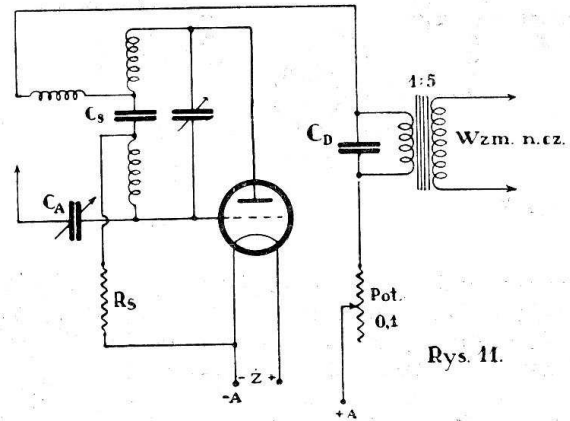 1:5
C_S
C_D
Wzm. n.cz.
C_A
R_S
Pot.
0,1
Rys. 11.
- Ż +
-A
+A